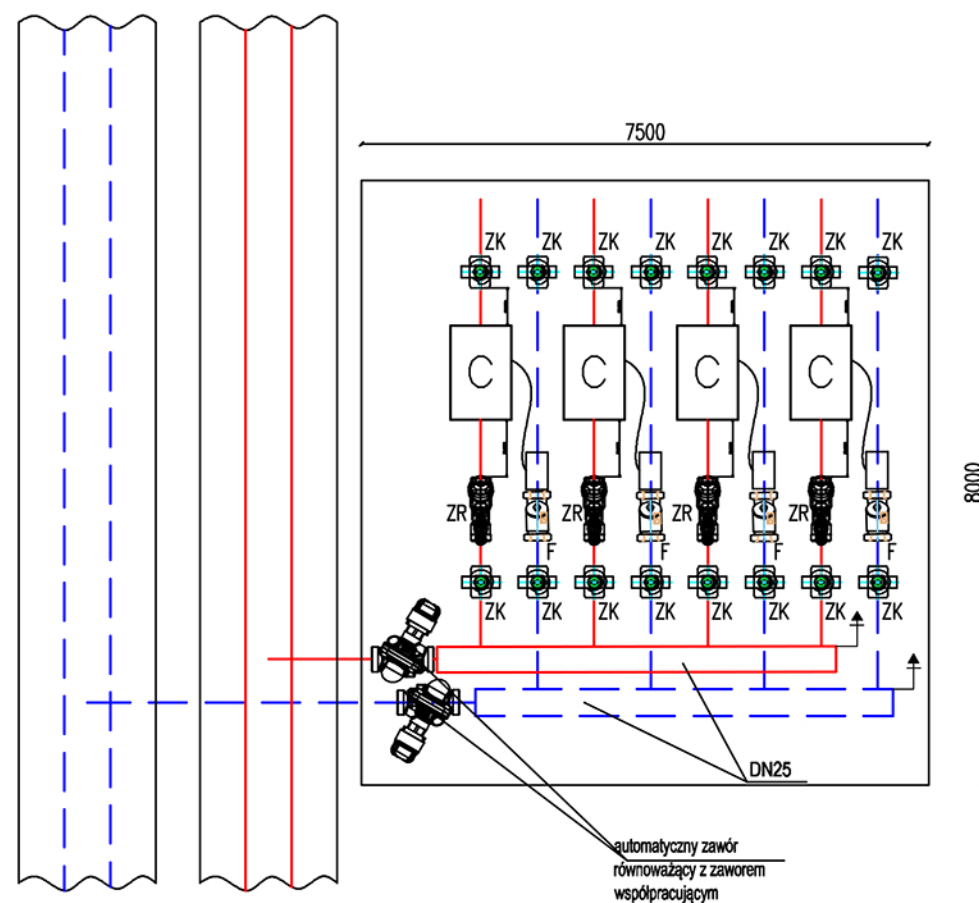 7500
ZK ZK ZK ZK ZK ZK ZK ZK
C C C C
8000
ZR ZR ZR ZR
F F F F
ZK ZK ZK ZK ZK ZK ZK ZK
DN25
automatyczny zawór
równoważący z zaworem
współpracującym